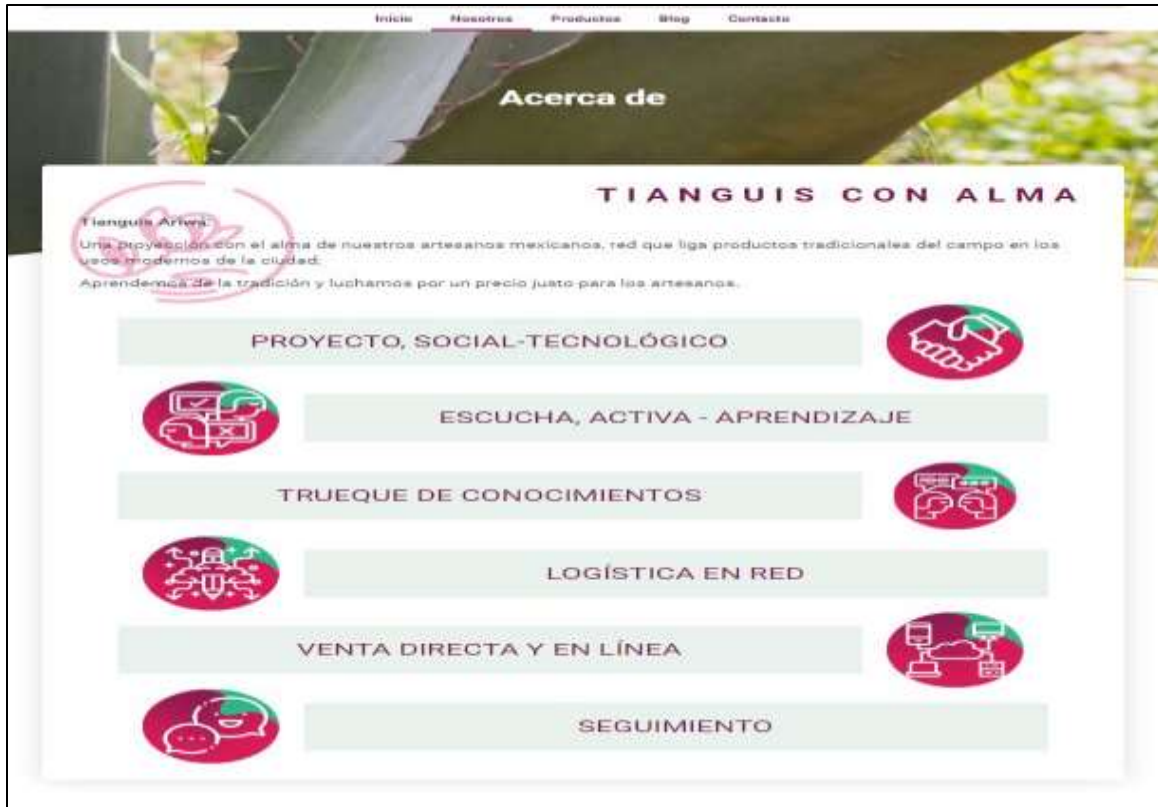 Inicio Nosotros Productos Blog Contacto
Acerca de
TIANGUIS CON ALMA
Tianguis Ariwá:
Una proyección con el alma de nuestros artesanos mexicanos, red que liga productos tradicionales del campo en los
usos modernos de la ciudad.
Aprendemos de la tradición y luchamos por un precio justo para los artesanos.
PROYECTO, SOCIAL-TECNOLÓGICO
ESCUCHA, ACTIVA - APRENDIZAJE
TRUEQUE DE CONOCIMIENTOS
LOGÍSTICA EN RED
VENTA DIRECTA Y EN LÍNEA
SEGUIMIENTO